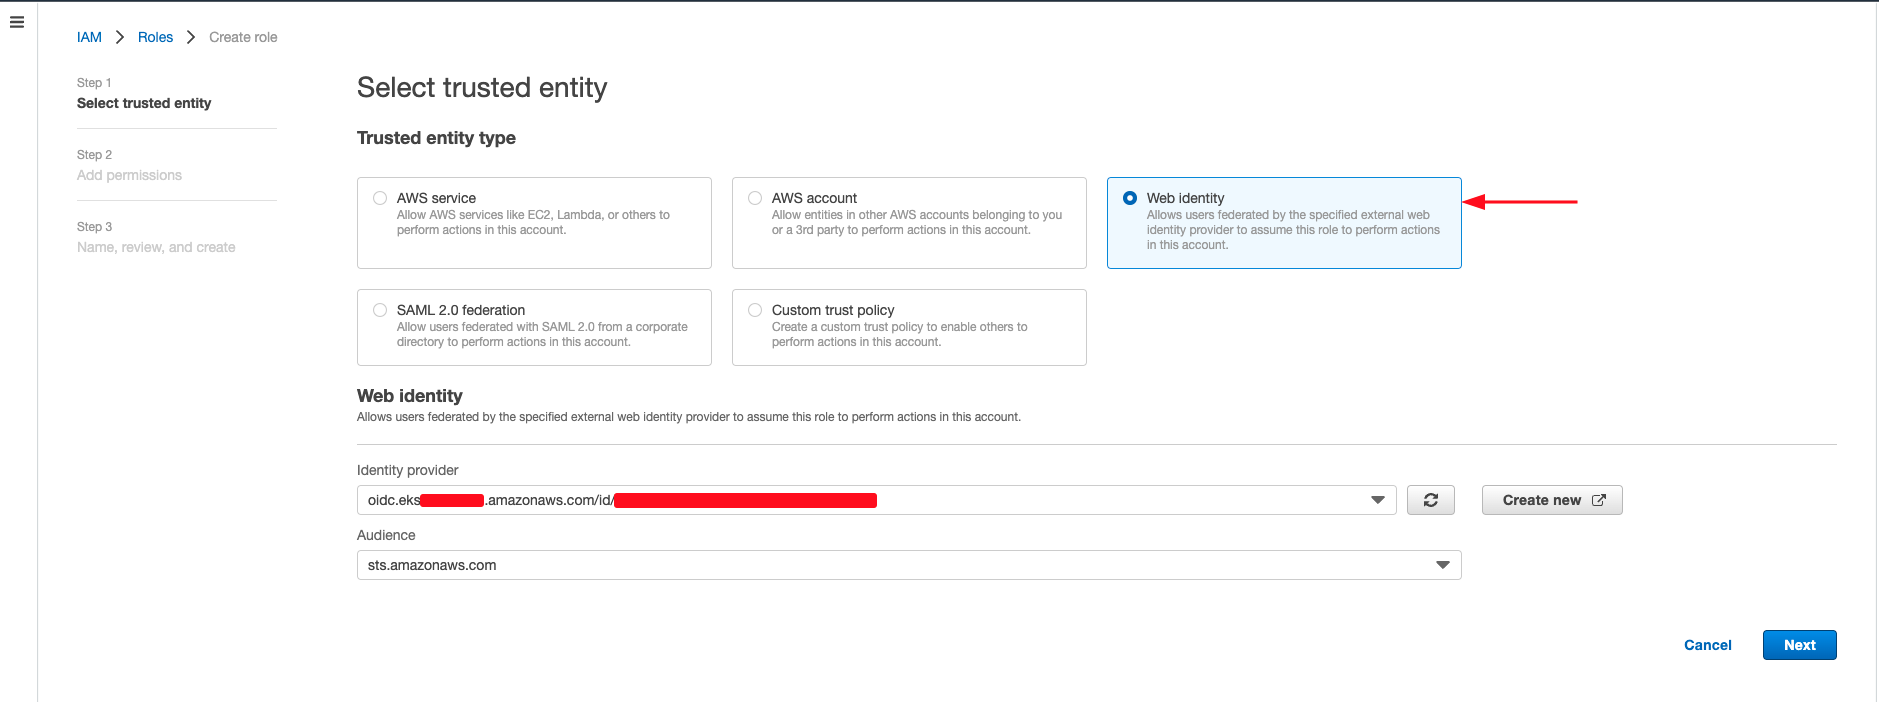 IAM > Roles > Create role
Step 1
Select trusted entity
Step 2
Add permissions
Step 3
Name, review, and create
Select trusted entity
Trusted entity type
AWS service
Allow AWS services like EC2, Lambda, or others to
perform actions in this account.
AWS account
Allow entities in other AWS accounts belonging to you
or a 3rd party to perform actions in this account.
Web identity
Allows users federated by the specified external web
identity provider to assume this role to perform actions
in this account.
SAML 2.0 federation
Allow users federated with SAML 2.0 from a corporate
directory to perform actions in this account.
Custom trust policy
Create a custom trust policy to enable others to
perform actions in this account.
Web identity
Allows users federated by the specified external web identity provider to assume this role to perform actions in this account.
Identity provider
oidc.eks .amazonaws.com/id/
Create new
Audience
sts.amazonaws.com
Cancel
Next